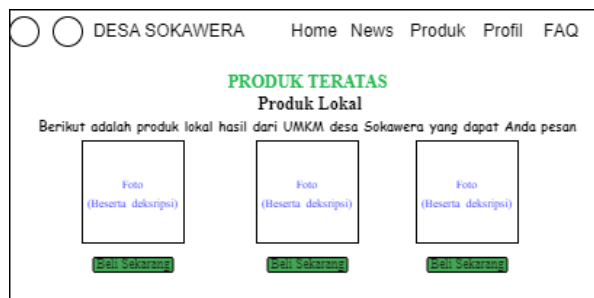 DESA SOKAWERA Home News Produk Profil FAQ
PRODUK TERATAS
Produk Lokal
Berikut adalah produk lokal hasil dari UMKM desa Sokawera yang dapat Anda pesan
Foto
(Beserta deksripsi)
Foto
(Beserta deksripsi)
Foto
(Beserta deksripsi)
Beli Sekarang
Beli Sekarang
Beli Sekarang